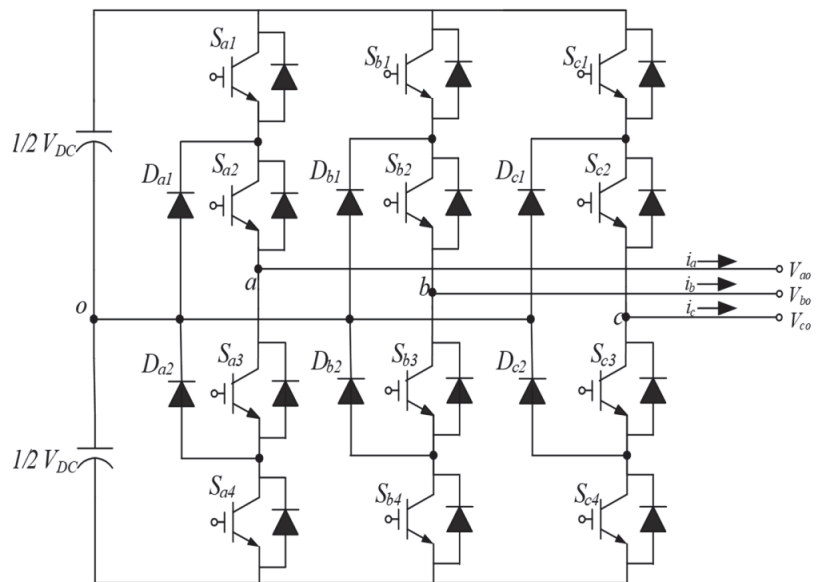 Sa1
Sb1
Sc1
1/2 VDC
Da1
Sa2
Db1
Sb2
Dc1
Sc2
ia
Vao
a
ib
Vbo
b
o
ic
Vco
c
Da2
Sa3
Db2
Sb3
Dc2
Sc3
1/2 VDC
Sa4
Sb4
Sc4